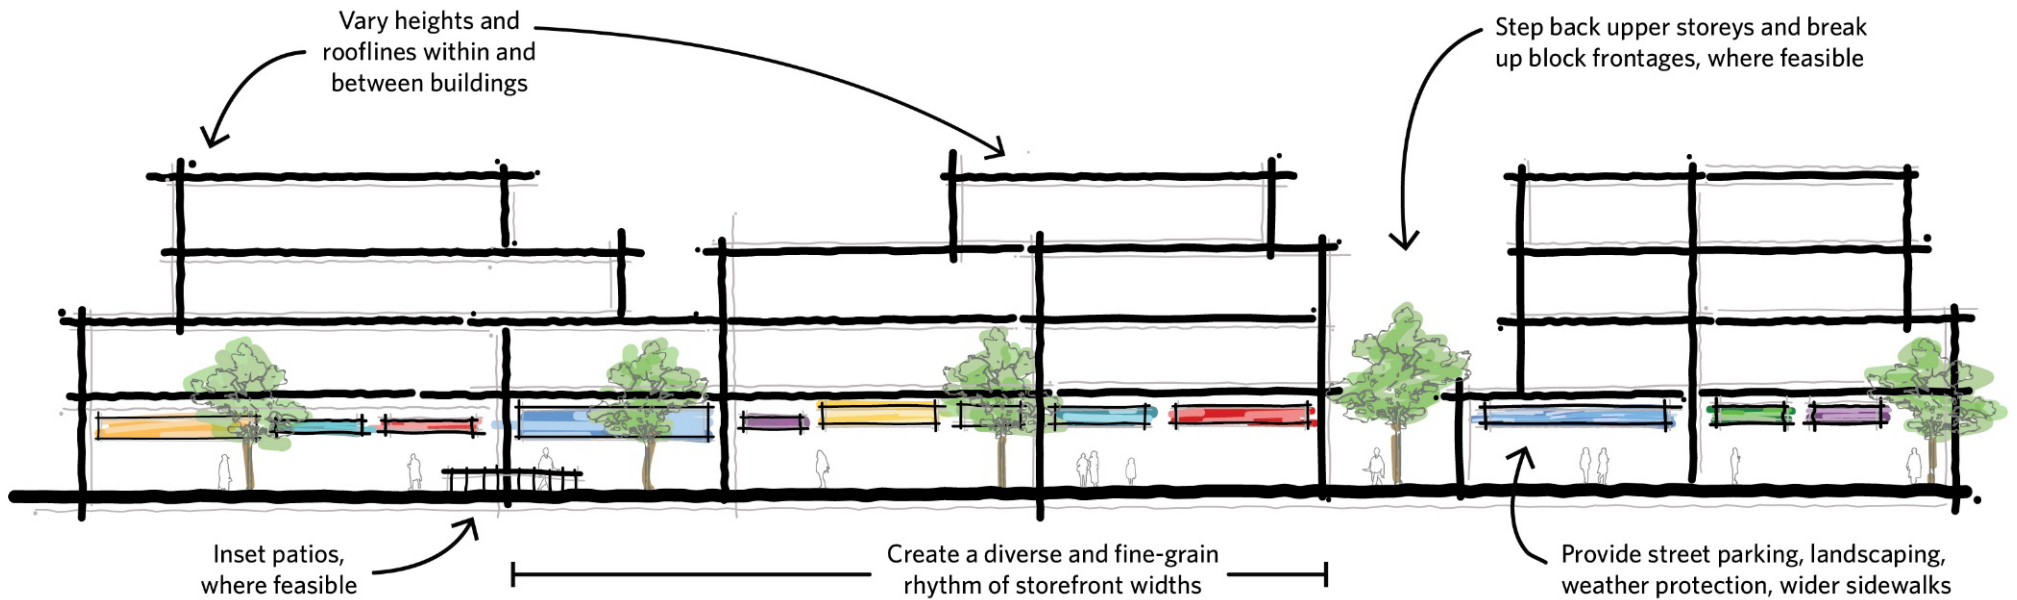 Vary heights and
rooflines within and
between buildings
Step back upper storeys and break
up block frontages, where feasible
Inset patios,
where feasible
Create a diverse and fine-grain
rhythm of storefront widths
Provide street parking, landscaping,
weather protection, wider sidewalks